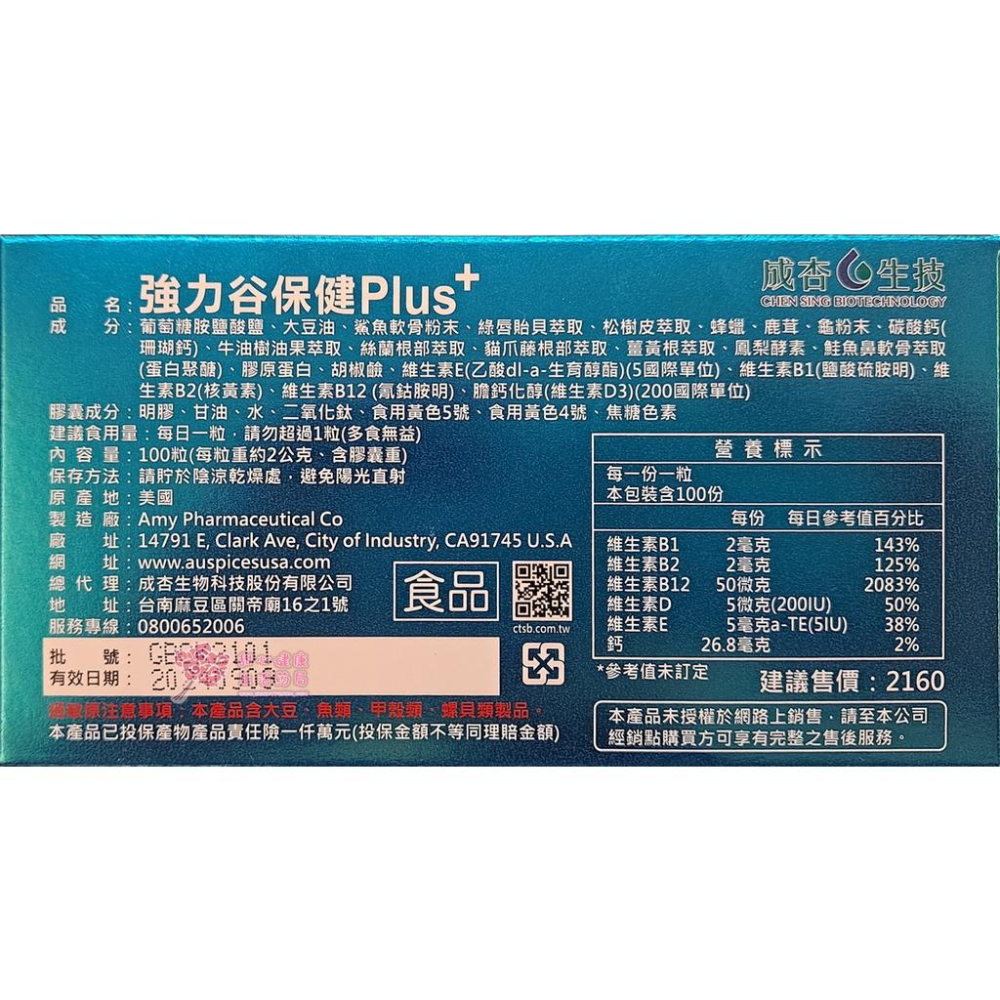 成杏生技
CHEN SING BIOTECHNOLOGY
品名：強力谷保健Plus+
成分：葡萄糖胺鹽酸鹽、大豆油、鯊魚軟骨粉末、綠唇貽貝萃取、松樹皮萃取、蜂蠟、鹿茸、龜粉末、碳酸鈣(
珊瑚鈣)、牛油樹油果萃取、絲蘭根部萃取、貓爪藤根部萃取、薑黃根萃取、鳳梨酵素、鮭魚鼻軟骨萃取
(蛋白聚醣)、膠原蛋白、胡椒鹼、維生素E(乙酸dl-a-生育醇酯)(5國際單位)、維生素B1(鹽酸硫胺明)、維
生素B2(核黃素)、維生素B12 (氰鈷胺明)、膽鈣化醇(維生素D3)(200國際單位)
膠囊成分：明膠、甘油、水、二氧化鈦、食用黃色5號、食用黃色4號、焦糖色素
建議食用量：每日一粒，請勿超過1粒(多食無益)
內容量：100粒(每粒重約2公克、含膠囊重)
保存方法：請貯於陰涼乾燥處，避免陽光直射
原產地：美國
製造廠：Amy Pharmaceutical Co
廠址：14791 E, Clark Ave, City of Industry, CA91745 U.S.A
網址：www.auspicesusa.com
總代理：成杏生物科技股份有限公司
地址：台南麻豆區關帝廟16之1號
服務專線：0800652006
食品
ctsb.com.tw
批號：
有效日期：
過敏原注意事項：本產品含大豆、魚類、甲殼類、螺貝類製品。
本產品已投保產物產品責任險一仟萬元(投保金額不等同理賠金額)
營養標示
每一份一粒
本包裝含100份
每份 每日參考值百分比
維生素B1 2毫克 143%
維生素B2 2毫克 125%
維生素B12 50微克 2083%
維生素D 5微克(200IU) 50%
維生素E 5毫克a-TE(5IU) 38%
鈣 26.8毫克 2%
*參考值未訂定
建議售價：2160
本產品未授權於網路上銷售，請至本公司
經銷點購買方可享有完整之售後服務。